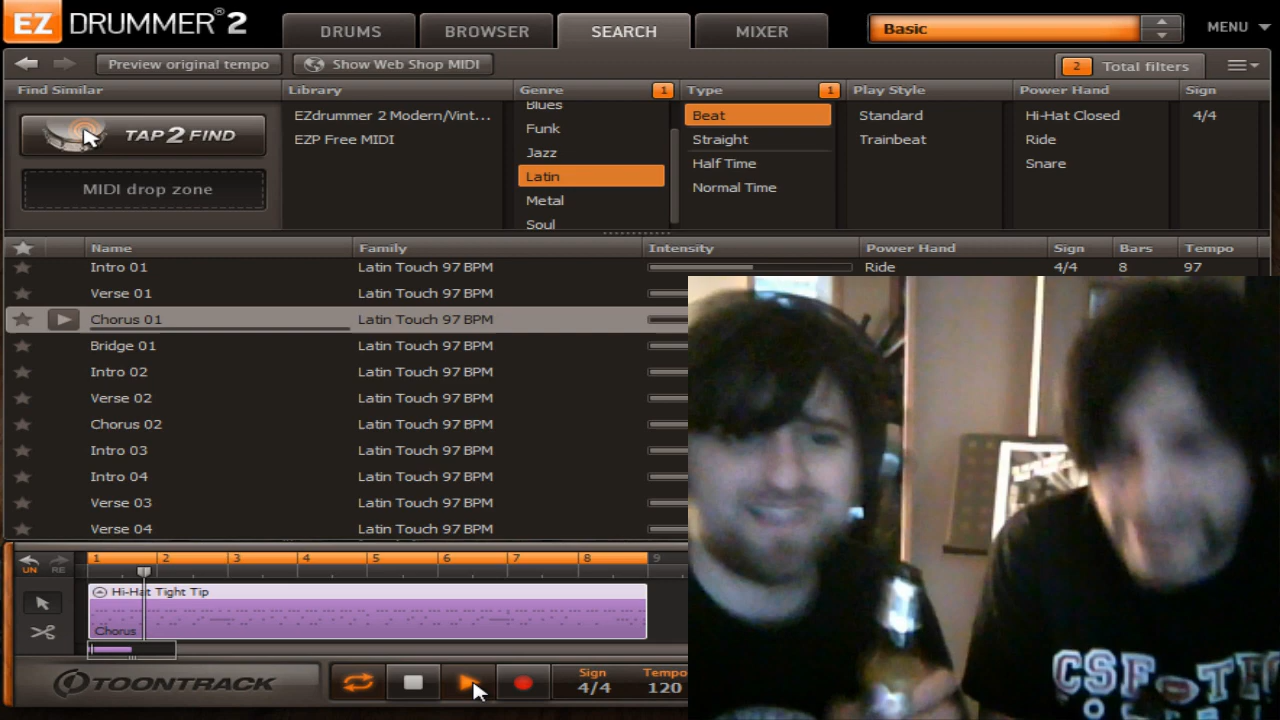 EZ DRUMMER® 2 DRUMS BROWSER SEARCH MIXER Basic MENU
Preview original tempo Show Web Shop MIDI 2 Total filters
Find Similar Library Genre 1 Type 1 Play Style Power Hand Sign
TAP 2 FIND
MIDI drop zone
EZdrummer 2 Modern/Vint...
EZP Free MIDI
Blues
Funk
Jazz
Latin
Metal
Soul
Beat
Straight
Half Time
Normal Time
Standard
Trainbeat
Hi-Hat Closed
Ride
Snare
4/4
Name Family Intensity Power Hand Sign Bars Tempo
Intro 01 Latin Touch 97 BPM Ride 4/4 8 97
Verse 01 Latin Touch 97 BPM
Chorus 01 Latin Touch 97 BPM
Bridge 01 Latin Touch 97 BPM
Intro 02 Latin Touch 97 BPM
Verse 02 Latin Touch 97 BPM
Chorus 02 Latin Touch 97 BPM
Intro 03 Latin Touch 97 BPM
Intro 04 Latin Touch 97 BPM
Verse 03 Latin Touch 97 BPM
Verse 04 Latin Touch 97 BPM
UN RE 1 2 3 4 5 6 7 8 9
Hi-Hat Tight Tip
Chorus
TOONTRACK
Sign Tempo
4/4 120